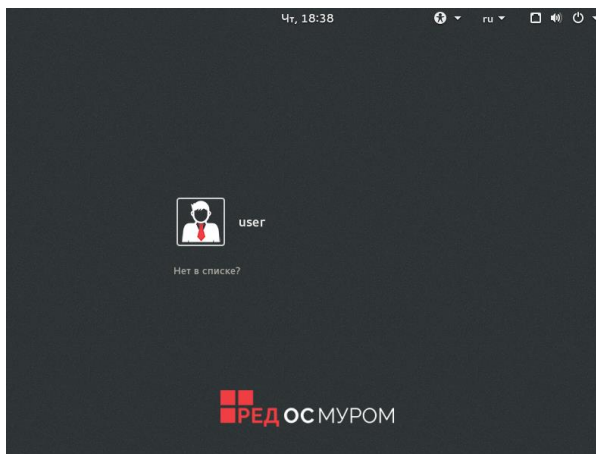 Чт, 18:38
ru
user
Нет в списке?
РЕД ОС МУРОМ